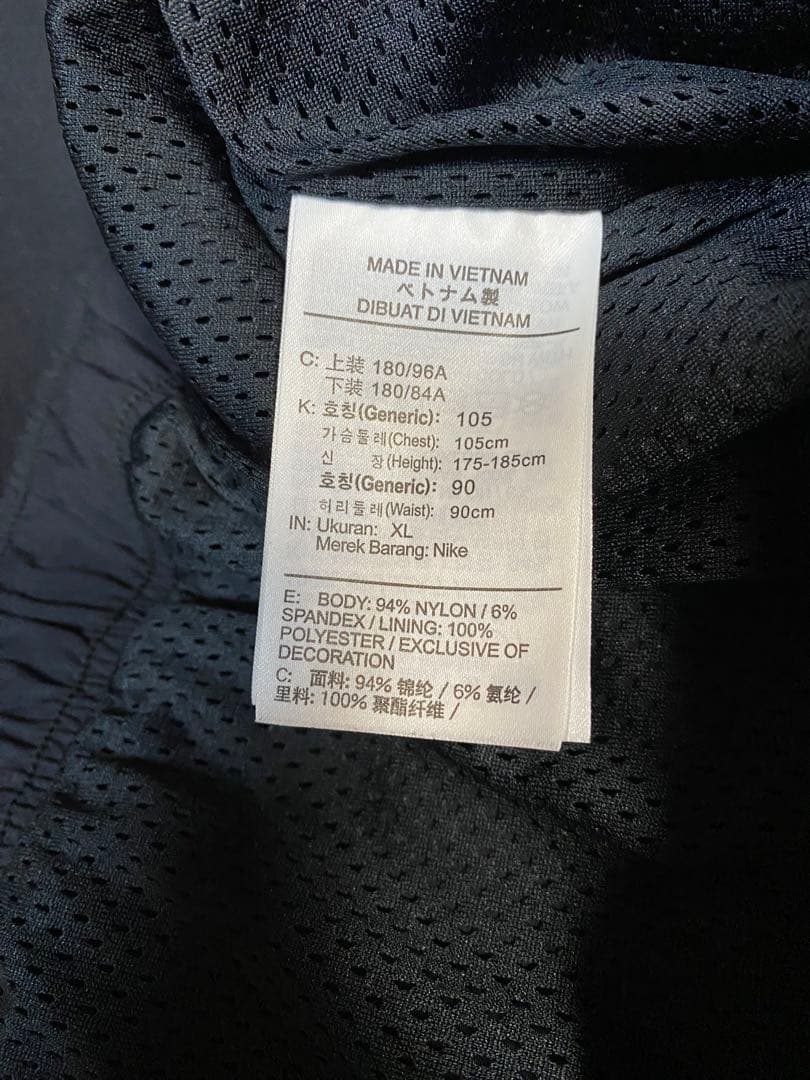 MADE IN VIETNAM
ベトナム製
DIBUAT DI VIETNAM
C: 上装 180/96A
下装 180/84A
K: 호칭(Generic): 105
가슴둘레(Chest): 105cm
신 장(Height): 175-185cm
호칭(Generic): 90
허리둘레(Waist): 90cm
IN: Ukuran: XL
Merek Barang: Nike
E: BODY: 94% NYLON / 6%
SPANDEX / LINING: 100%
POLYESTER / EXCLUSIVE OF
DECORATION
C: 面料: 94% 锦纶 / 6% 氨纶 /
里料: 100% 聚酯纤维 /